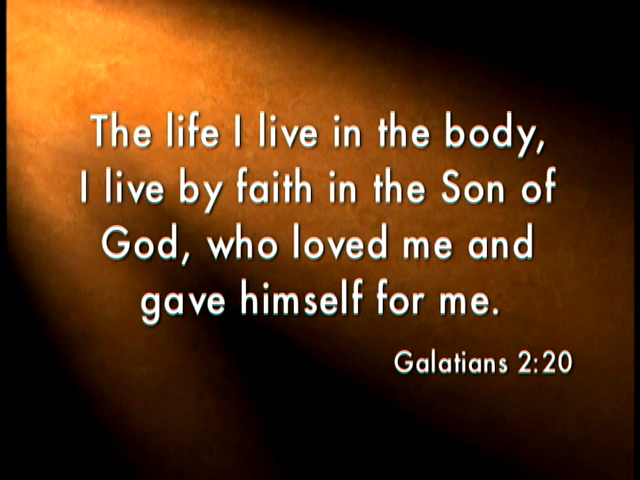 The life I live in the body,
I live by faith in the Son of
God, who loved me and
gave himself for me.
Galatians 2:20